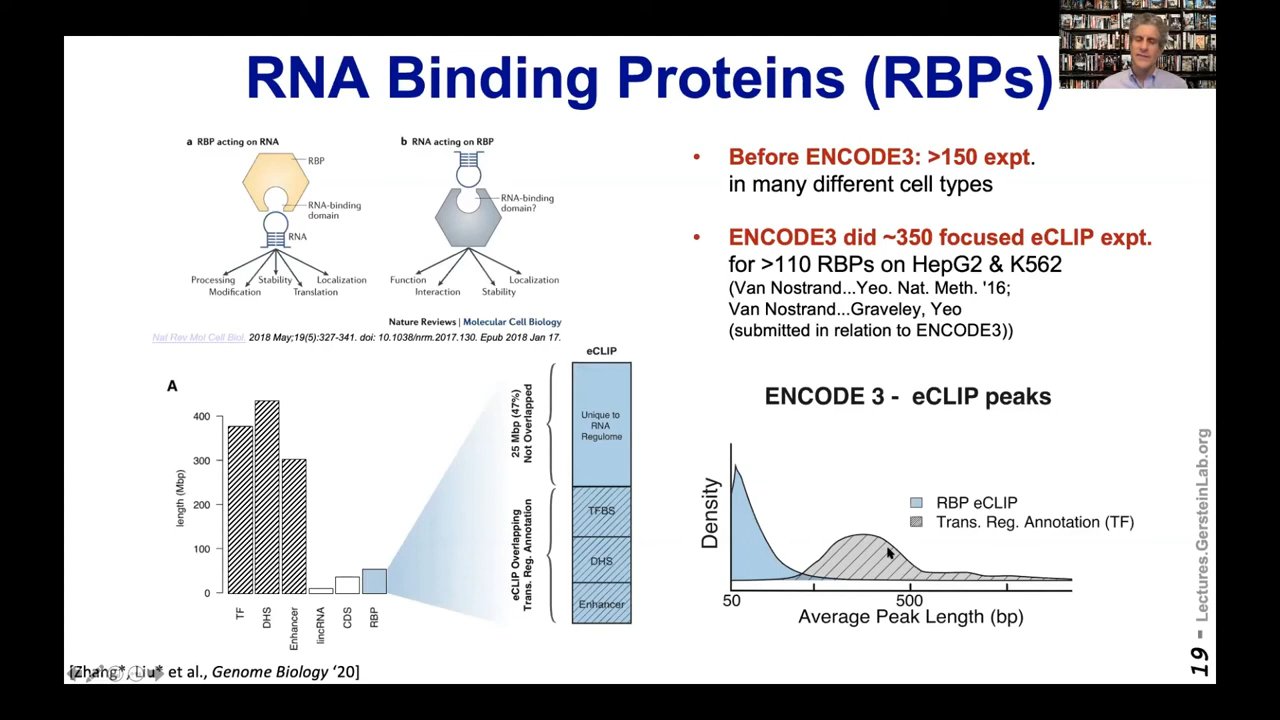 RNA Binding Proteins (RBPs)
a RBP acting on RNA
RBP
RNA-binding
domain
RNA
Processing
Stability
Localization
Modification
Translation
b RNA acting on RBP
RNA-binding
domain?
Function
Localization
Interaction
Stability
Nature Reviews | Molecular Cell Biology
Nat Rev Mol Cell Biol. 2018 May;19(5):327-341. doi: 10.1038/nrm.2017.130. Epub 2018 Jan 17.
• Before ENCODE3: >150 expt.
in many different cell types
• ENCODE3 did ~350 focused eCLIP expt.
for >110 RBPs on HepG2 & K562
(Van Nostrand...Yeo. Nat. Meth. '16;
Van Nostrand...Graveley, Yeo
(submitted in relation to ENCODE3))
A
length (Mbp)
400
300
200
100
0
TF
DHS
Enhancer
lincRNA
CDS
RBP
eCLIP
25 Mbp (47%)
Not Overlapped
Unique to
RNA
Regulome
eCLIP Overlapping
Trans. Reg. Annotation
TFBS
DHS
Enhancer
ENCODE 3 - eCLIP peaks
Density
RBP eCLIP
Trans. Reg. Annotation (TF)
50
500
Average Peak Length (bp)
[Zhang*, Liu* et al., Genome Biology ‘20]
19 - Lectures.GersteinLab.org